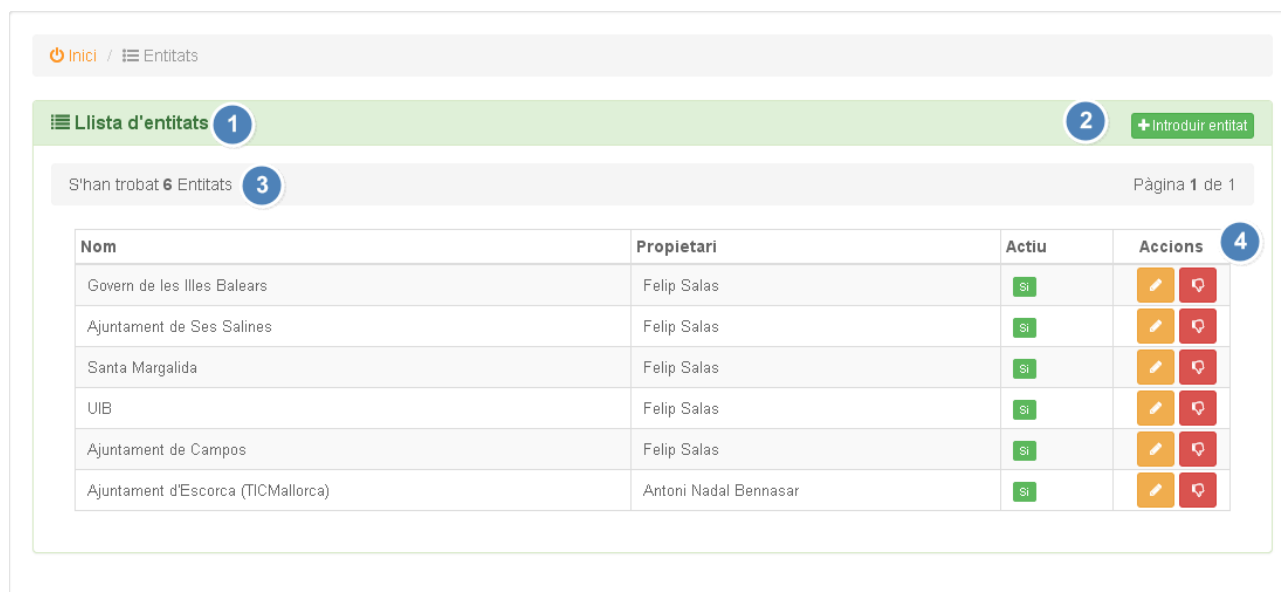 Inici / Entitats
Llista d'entitats 1 2 Introduir entitat
S'han trobat 6 Entitats 3 Pàgina 1 de 1
Nom Propietari Actiu Accions 4
Govern de les Illes Balears Felip Salas Si
Ajuntament de Ses Salines Felip Salas Si
Santa Margalida Felip Salas Si
UIB Felip Salas Si
Ajuntament de Campos Felip Salas Si
Ajuntament d'Escorca (TICMallorca) Antoni Nadal Bennasar Si